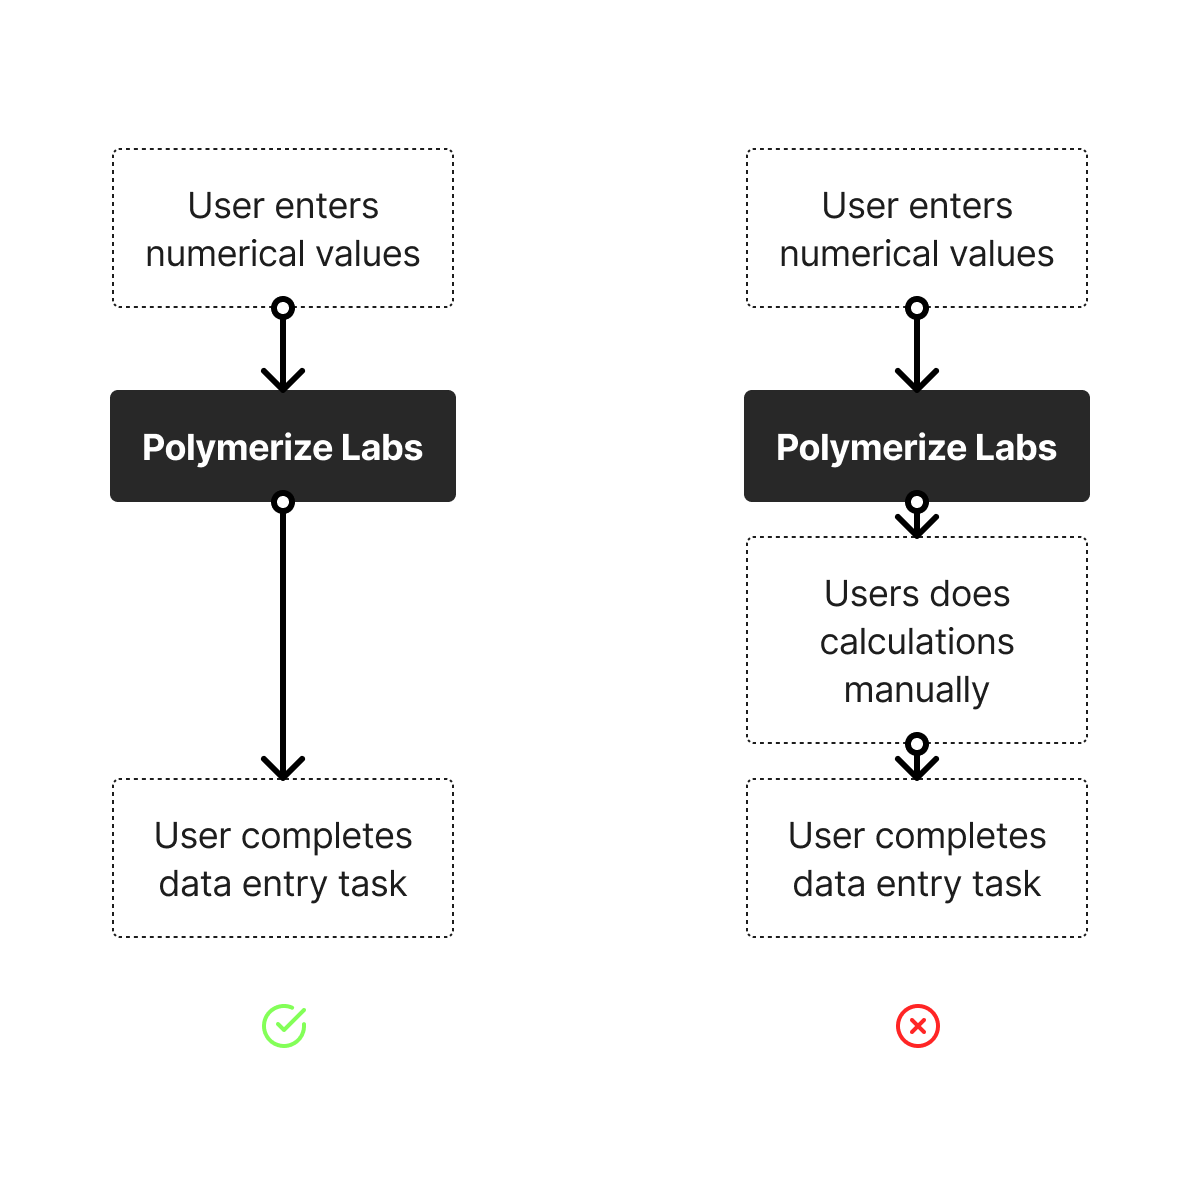 User enters
numerical values
Polymerize Labs
User completes
data entry task
User enters
numerical values
Polymerize Labs
Users does
calculations
manually
User completes
data entry task